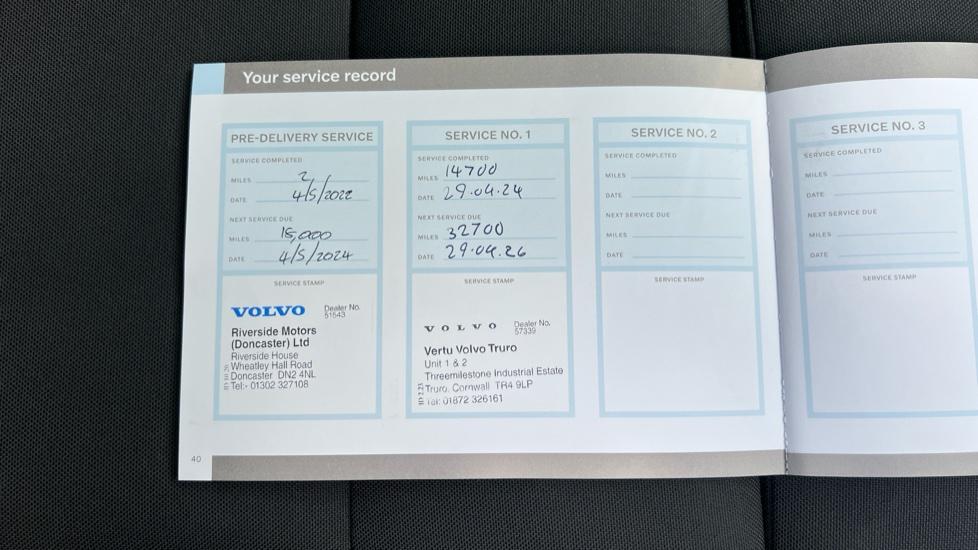 Your service record
PRE-DELIVERY SERVICE
SERVICE COMPLETED
MILES 2
DATE 4/5/2022
NEXT SERVICE DUE
MILES 15,000
DATE 4/5/2024
SERVICE STAMP
VOLVO Dealer No.
51543
Riverside Motors
(Doncaster) Ltd
Riverside House
Wheatley Hall Road
Doncaster DN2 4NL
Tel:- 01302 327108
SERVICE NO. 1
SERVICE COMPLETED
MILES 14700
DATE 29.04.24
NEXT SERVICE DUE
MILES 32700
DATE 29.04.26
SERVICE STAMP
VOLVO Dealer No.
57339
Vertu Volvo Truro
Unit 1 & 2
Threemilestone Industrial Estate
Truro, Cornwall TR4 9LP
Tel: 01872 326161
SERVICE NO. 2
SERVICE COMPLETED
MILES
DATE
NEXT SERVICE DUE
MILES
DATE
SERVICE STAMP
SERVICE NO. 3
SERVICE COMPLETED
MILES
DATE
NEXT SERVICE DUE
MILES
DATE
SERVICE STAMP
40